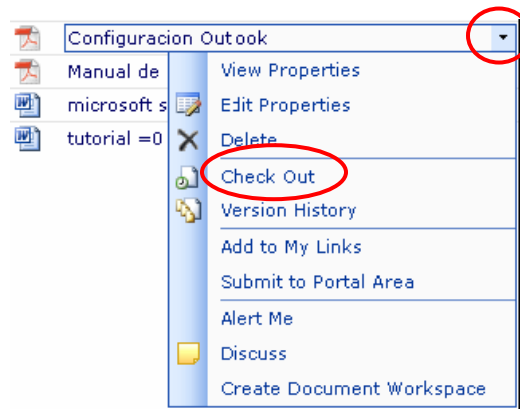 Configuracion Outook
Manual de
View Properties
microsoft s
Edit Properties
tutorial =0
Delete
Check Out
Version History
Add to My Links
Submit to Portal Area
Alert Me
Discuss
Create Document Workspace